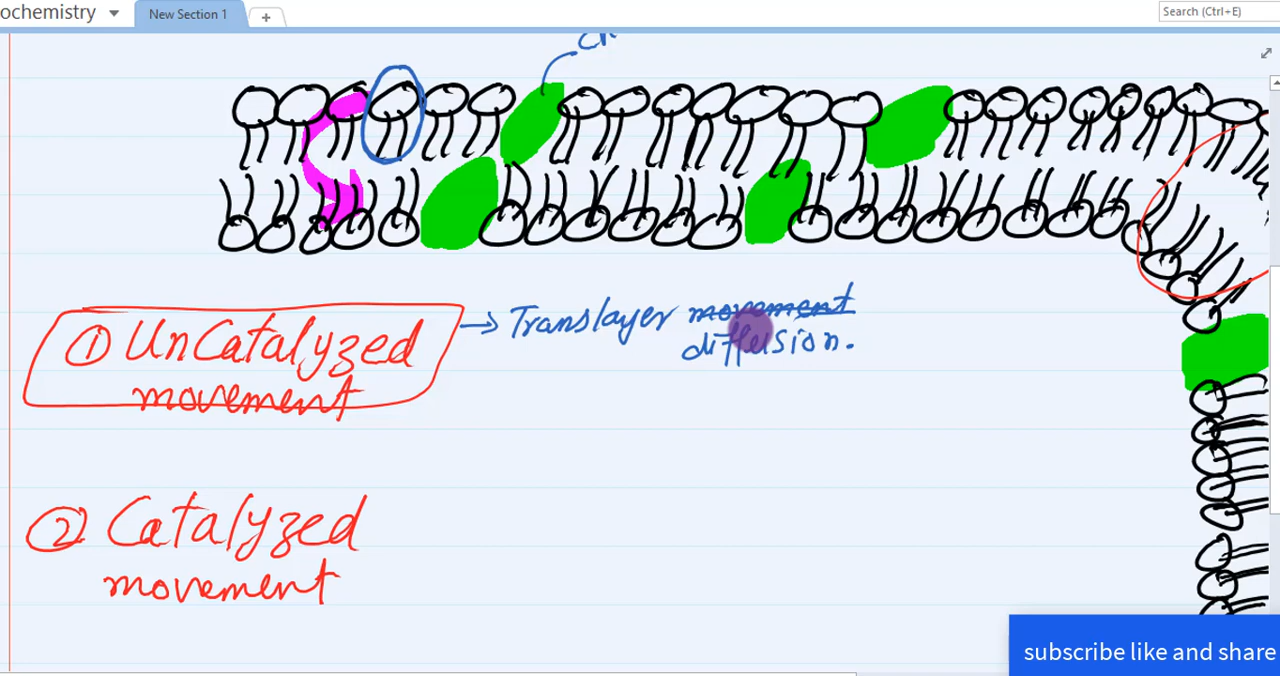 ochemistry
New Section 1
+
Search (Ctrl+E)
① UnCatalyzed
movement
→ Translayer movement
diffusion.
② Catalyzed
movement
subscribe like and share